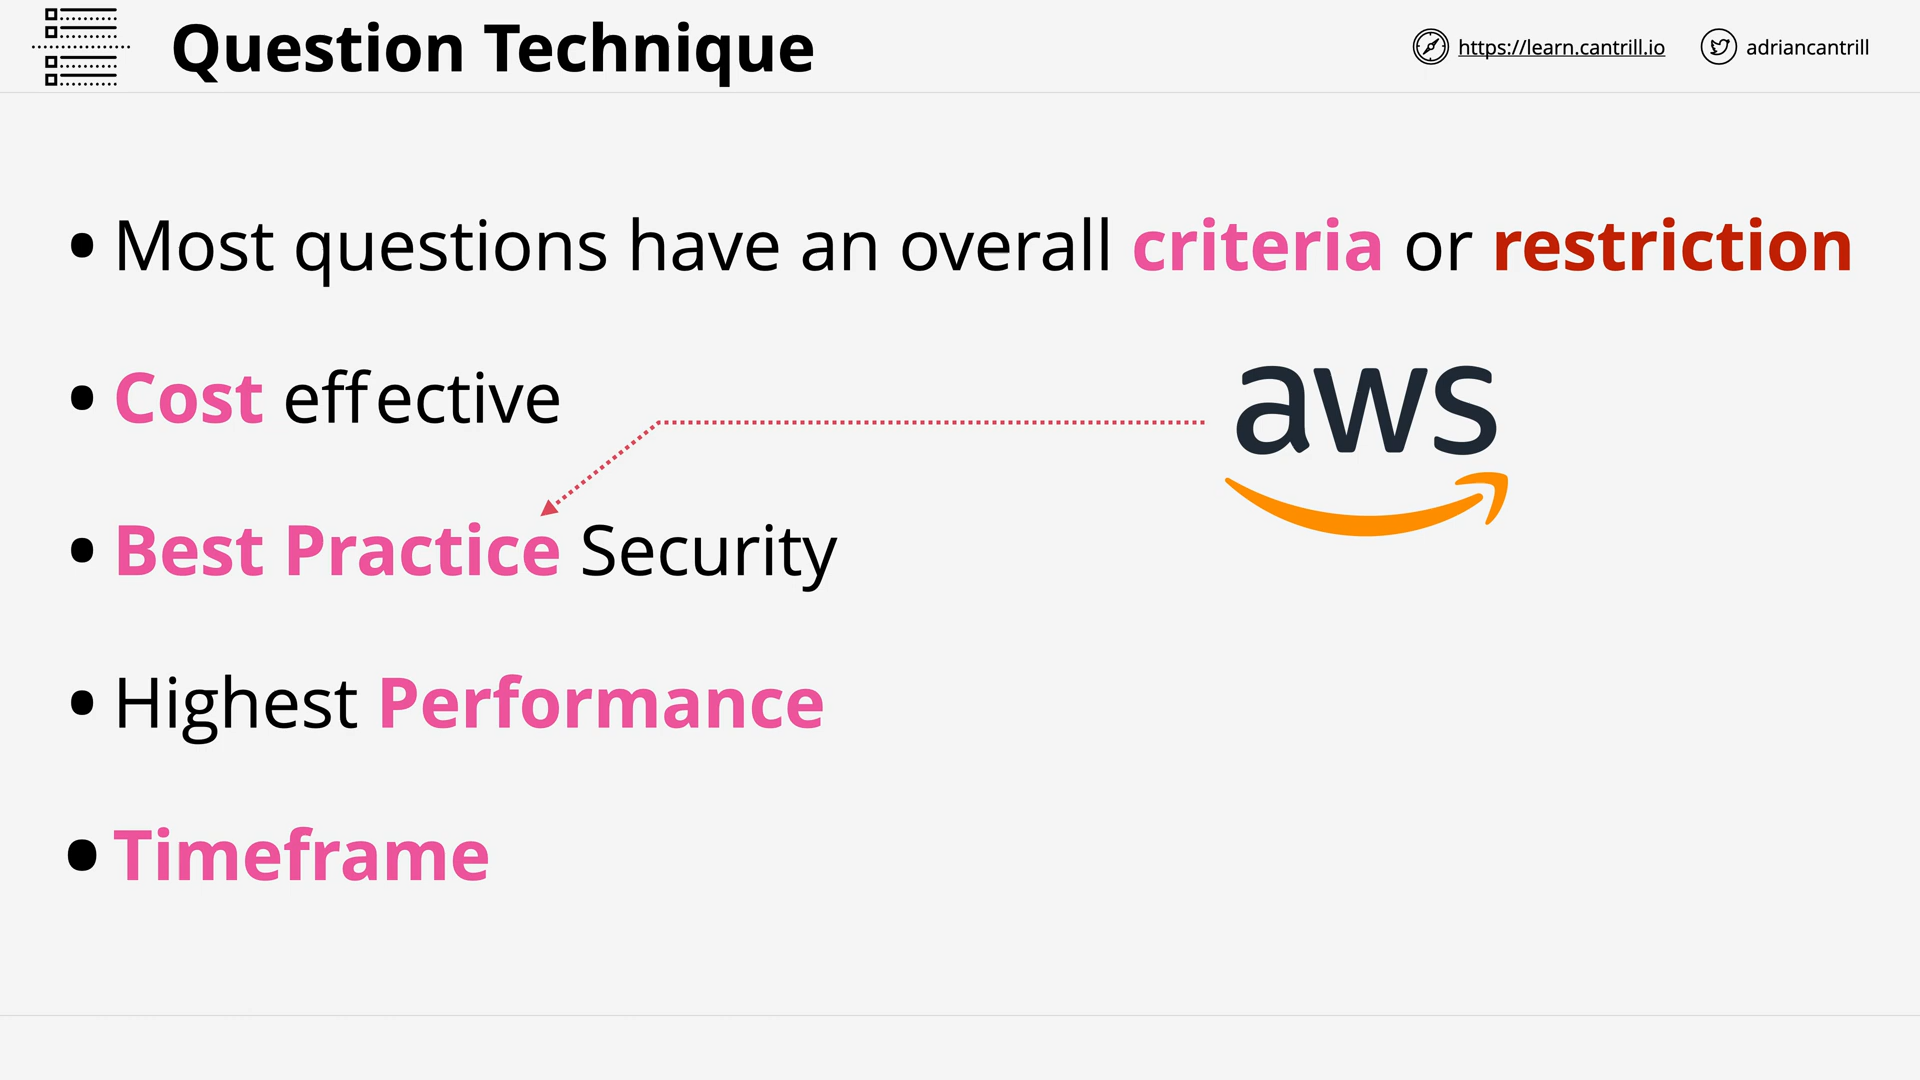 Question Technique
https://learn.cantrill.io
adriancantrill
• Most questions have an overall criteria or restriction
• Cost effective
aws
• Best Practice Security
• Highest Performance
• Timeframe